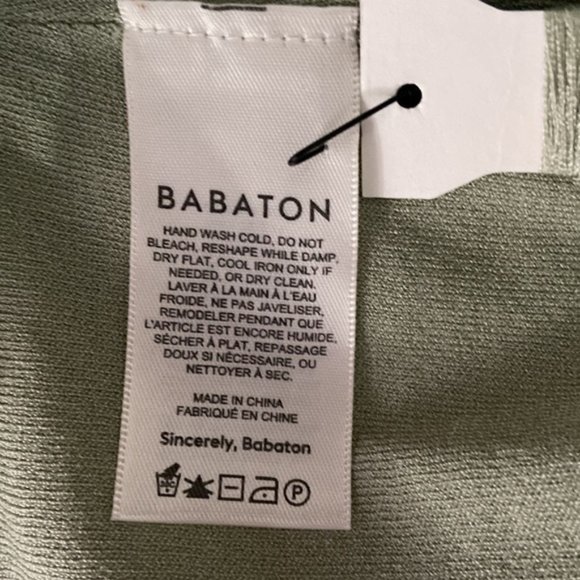 BABATON
HAND WASH COLD, DO NOT
BLEACH, RESHAPE WHILE DAMP,
DRY FLAT, COOL IRON ONLY IF
NEEDED, OR DRY CLEAN.
LAVER À LA MAIN À L'EAU
FROIDE, NE PAS JAVELISER,
REMODELER PENDANT QUE
L'ARTICLE EST ENCORE HUMIDE,
SÉCHER À PLAT, REPASSAGE
DOUX SI NÉCESSAIRE, OU
NETTOYER À SEC.
MADE IN CHINA
FABRIQUÉ EN CHINE
Sincerely, Babaton
P